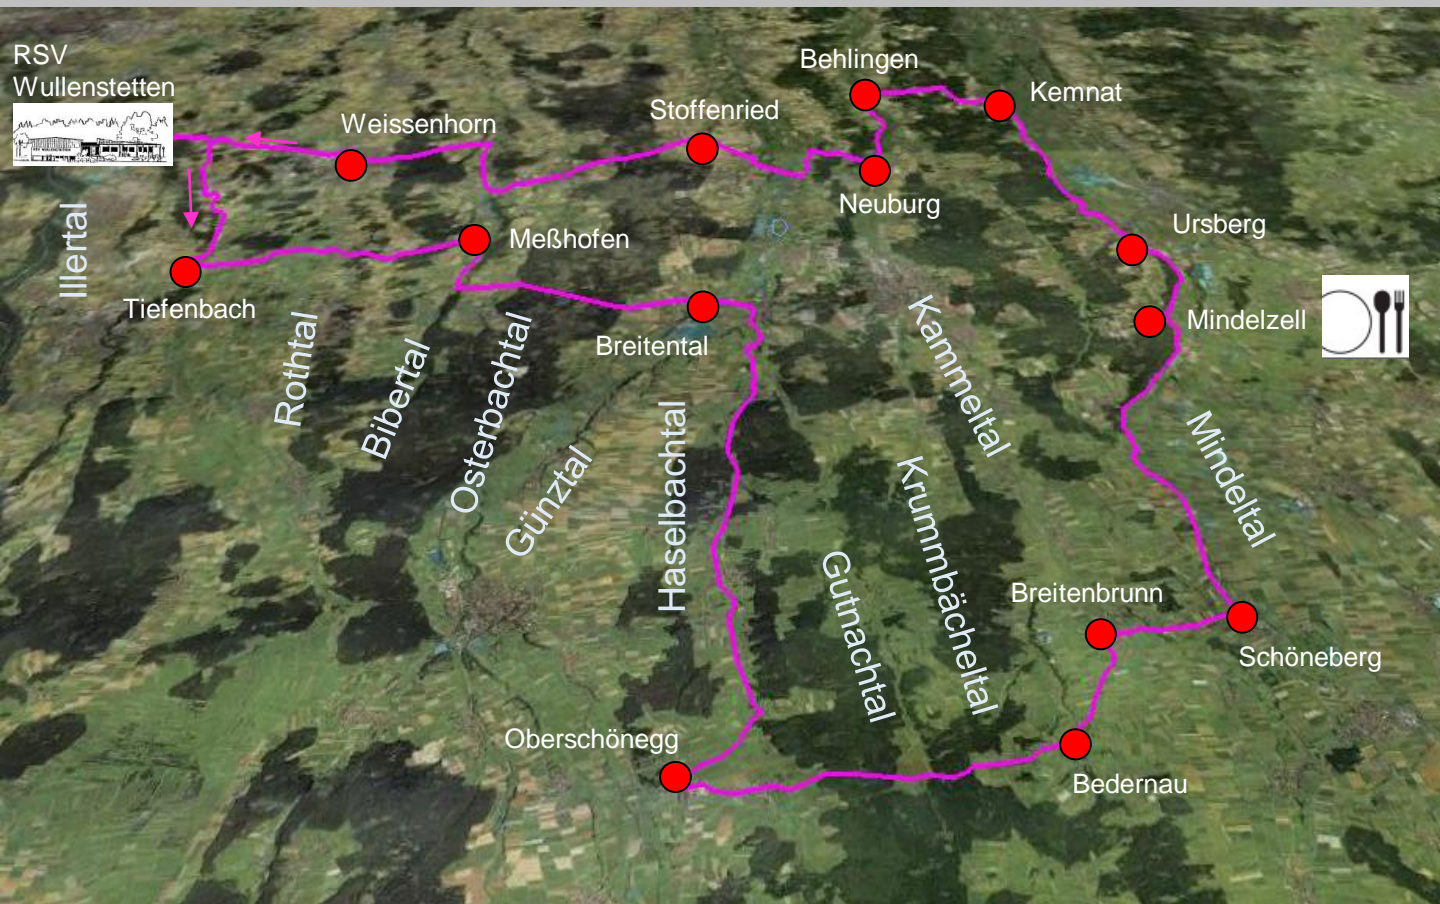 RSV
Wullenstetten
Behlingen
Kemnat
Stoffenried
Weissenhorn
Neuburg
Ursberg
Illertal
Meßhofen
Tiefenbach
Mindelzell
Breitental
Rothtal
Bibertal
Osterbachtal
Günztal
Haselbachtal
Kammeltal
Krummbächeltal
Gutnachtal
Mindeltal
Breitenbrunn
Schöneberg
Oberschönegg
Bedernau